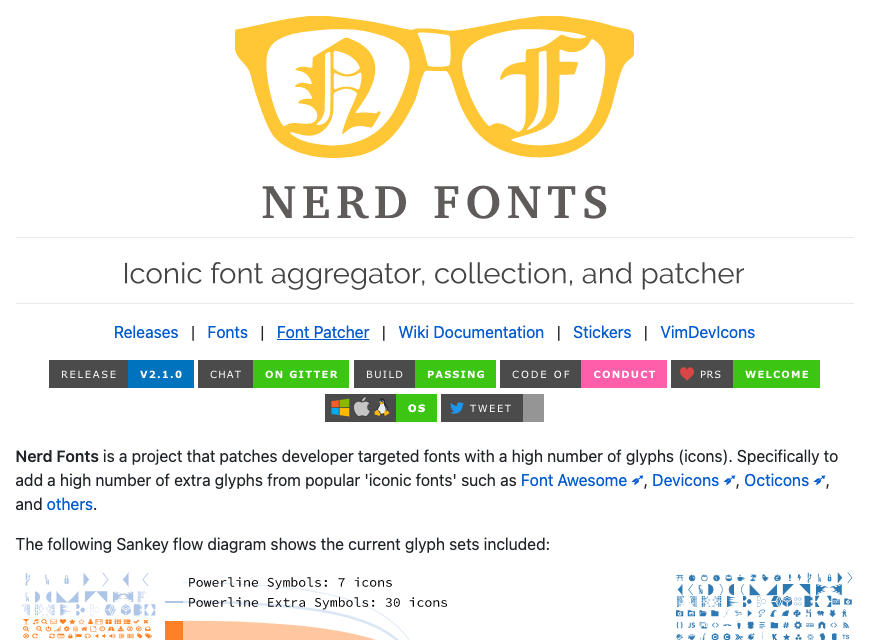 N F
NERD FONTS
Iconic font aggregator, collection, and patcher
Releases | Fonts | Font Patcher | Wiki Documentation | Stickers | VimDevIcons
RELEASE V2.1.0 CHAT ON GITTER BUILD PASSING CODE OF CONDUCT PRS WELCOME
OS TWEET
Nerd Fonts is a project that patches developer targeted fonts with a high number of glyphs (icons). Specifically to
add a high number of extra glyphs from popular 'iconic fonts' such as Font Awesome, Devicons, Octicons,
and others.
The following Sankey flow diagram shows the current glyph sets included:
Powerline Symbols: 7 icons
Powerline Extra Symbols: 30 icons